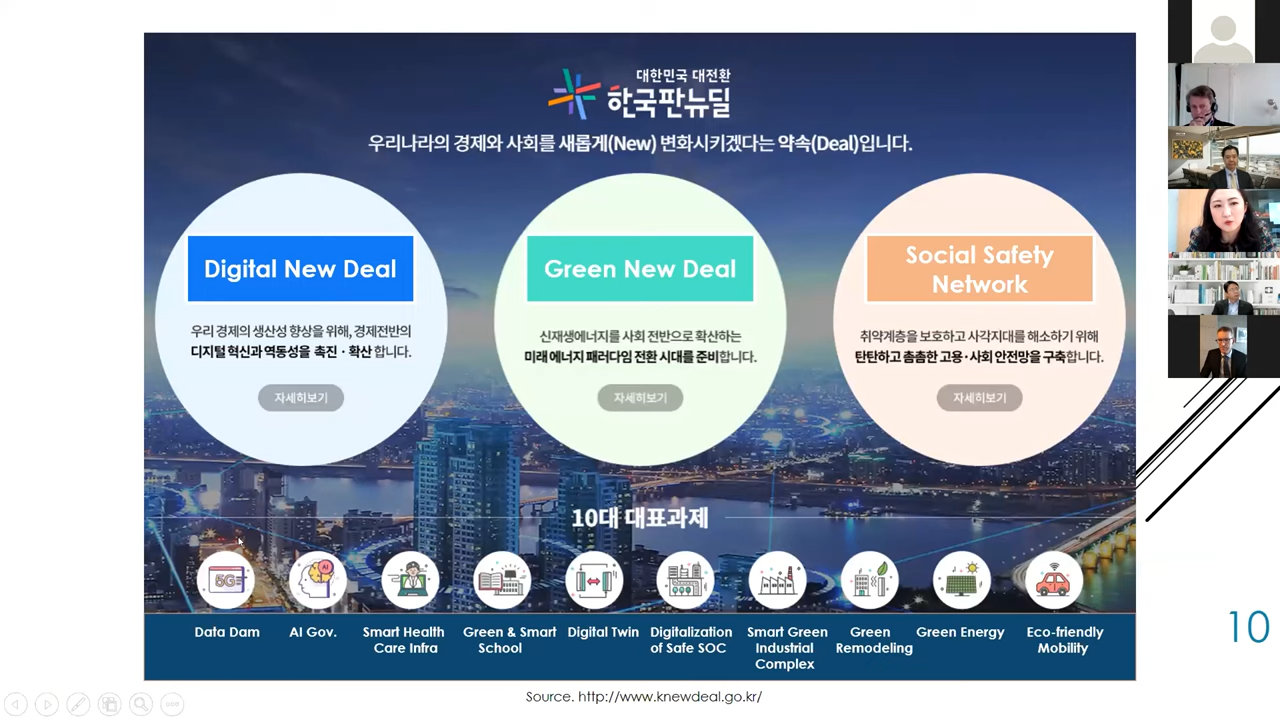 대한민국 대전환
한국판뉴딜
우리나라의 경제와 사회를 새롭게(New) 변화시키겠다는 약속(Deal)입니다.
Digital New Deal
우리 경제의 생산성 향상을 위해, 경제전반의
디지털 혁신과 역동성을 촉진 · 확산 합니다.
자세히보기
Green New Deal
신재생에너지를 사회 전반으로 확산하는
미래 에너지 패러다임 전환 시대를 준비합니다.
자세히보기
Social Safety
Network
취약계층을 보호하고 사각지대를 해소하기 위해
탄탄하고 촘촘한 고용·사회 안전망을 구축합니다.
자세히보기
10대 대표과제
5G
AI
Data Dam
AI Gov.
Smart Health
Care Infra
Green & Smart
School
Digital Twin
Digitalization
of Safe SOC
Smart Green
Industrial
Complex
Green
Remodeling
Green Energy
Eco-friendly
Mobility
10
Source. http://www.knewdeal.go.kr/